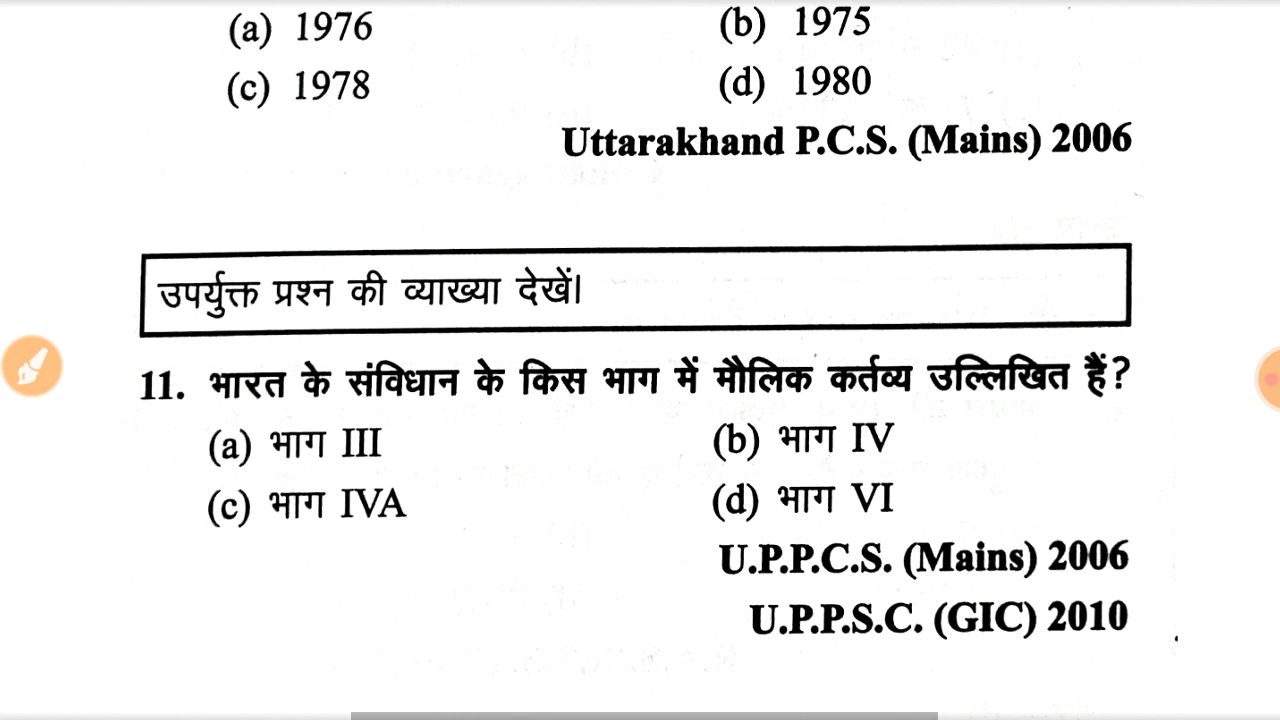 (a) 1976 (b) 1975
(c) 1978 (d) 1980
Uttarakhand P.C.S. (Mains) 2006
उपर्युक्त प्रश्न की व्याख्या देखें।
11. भारत के संविधान के किस भाग में मौलिक कर्तव्य उल्लिखित हैं?
(a) भाग III (b) भाग IV
(c) भाग IVA (d) भाग VI
U.P.P.C.S. (Mains) 2006
U.P.P.S.C. (GIC) 2010